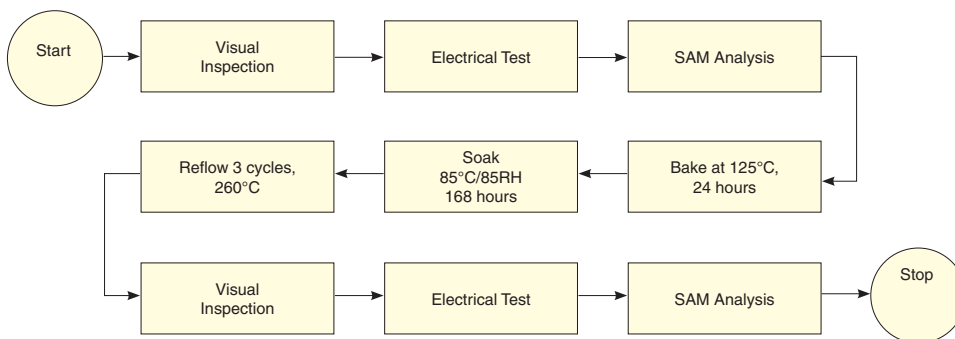 Start
Visual
Inspection
Electrical Test
SAM Analysis
Bake at 125°C,
24 hours
Soak
85°C/85RH
168 hours
Reflow 3 cycles,
260°C
Visual
Inspection
Electrical Test
SAM Analysis
Stop